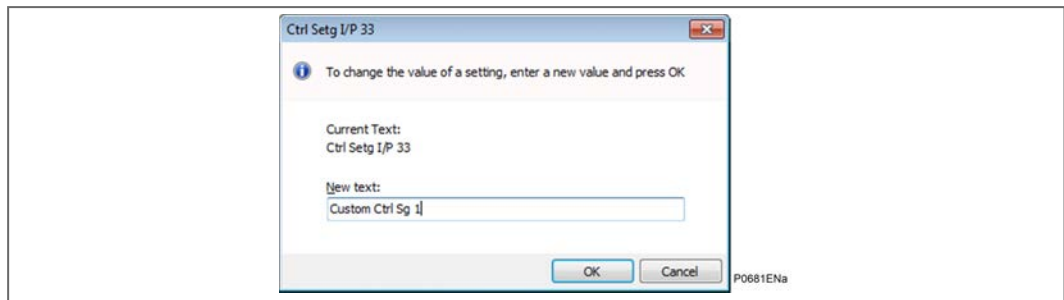 Ctrl Setg I/P 33
To change the value of a setting, enter a new value and press OK
Current Text:
Ctrl Setg I/P 33
New text:
Custom Ctrl Sg 1
OK Cancel
P0681ENa